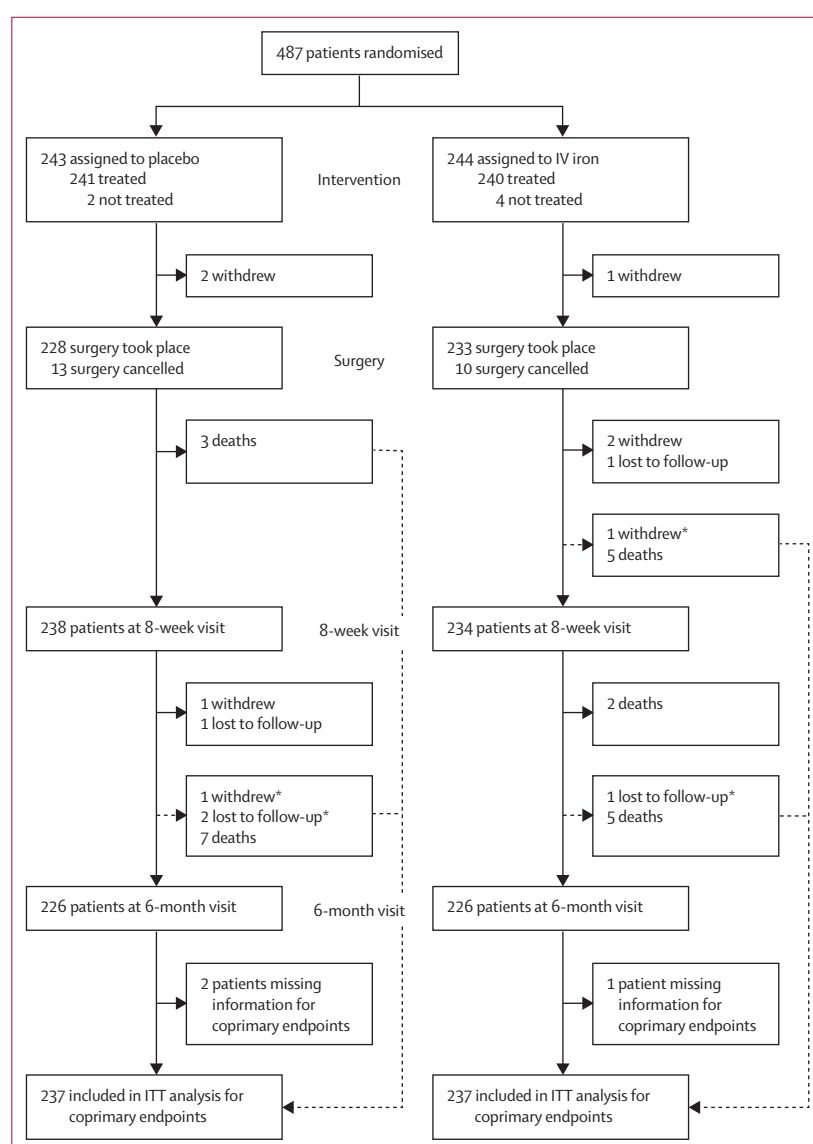 487 patients randomised
243 assigned to placebo
241 treated
2 not treated
Intervention
244 assigned to IV iron
240 treated
4 not treated
2 withdrew
1 withdrew
228 surgery took place
13 surgery cancelled
Surgery
233 surgery took place
10 surgery cancelled
3 deaths
2 withdrew
1 lost to follow-up
1 withdrew*
5 deaths
238 patients at 8-week visit
8-week visit
234 patients at 8-week visit
1 withdrew
1 lost to follow-up
2 deaths
1 withdrew*
2 lost to follow-up*
7 deaths
1 lost to follow-up*
5 deaths
226 patients at 6-month visit
6-month visit
226 patients at 6-month visit
2 patients missing
information for
coprimary endpoints
1 patient missing
information for
coprimary endpoints
237 included in ITT analysis for
coprimary endpoints
237 included in ITT analysis for
coprimary endpoints